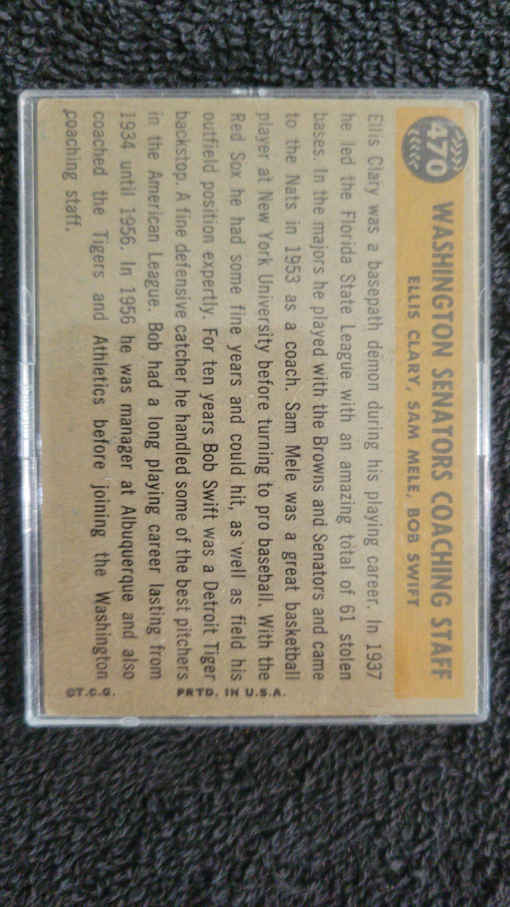 470
WASHINGTON SENATORS COACHING STAFF
ELLIS CLARY, SAM MELE, BOB SWIFT
Ellis Clary was a basepath demon during his playing career. In 1937
he led the Florida State League with an amazing total of 61 stolen
bases. In the majors he played with the Browns and Senators and came
to the Nats in 1953 as a coach. Sam Mele was a great basketball
player at New York University before turning to pro baseball. With the
Red Sox he had some fine years and could hit, as well as field his
outfield position expertly. For ten years Bob Swift was a Detroit Tiger
backstop. A fine defensive catcher he handled some of the best pitchers
in the American League. Bob had a long playing career lasting from
1934 until 1956. In 1956 he was manager at Albuquerque and also
coached the Tigers and Athletics before joining the Washington
coaching staff.
©T.C.G. PRTD. IN U.S.A.